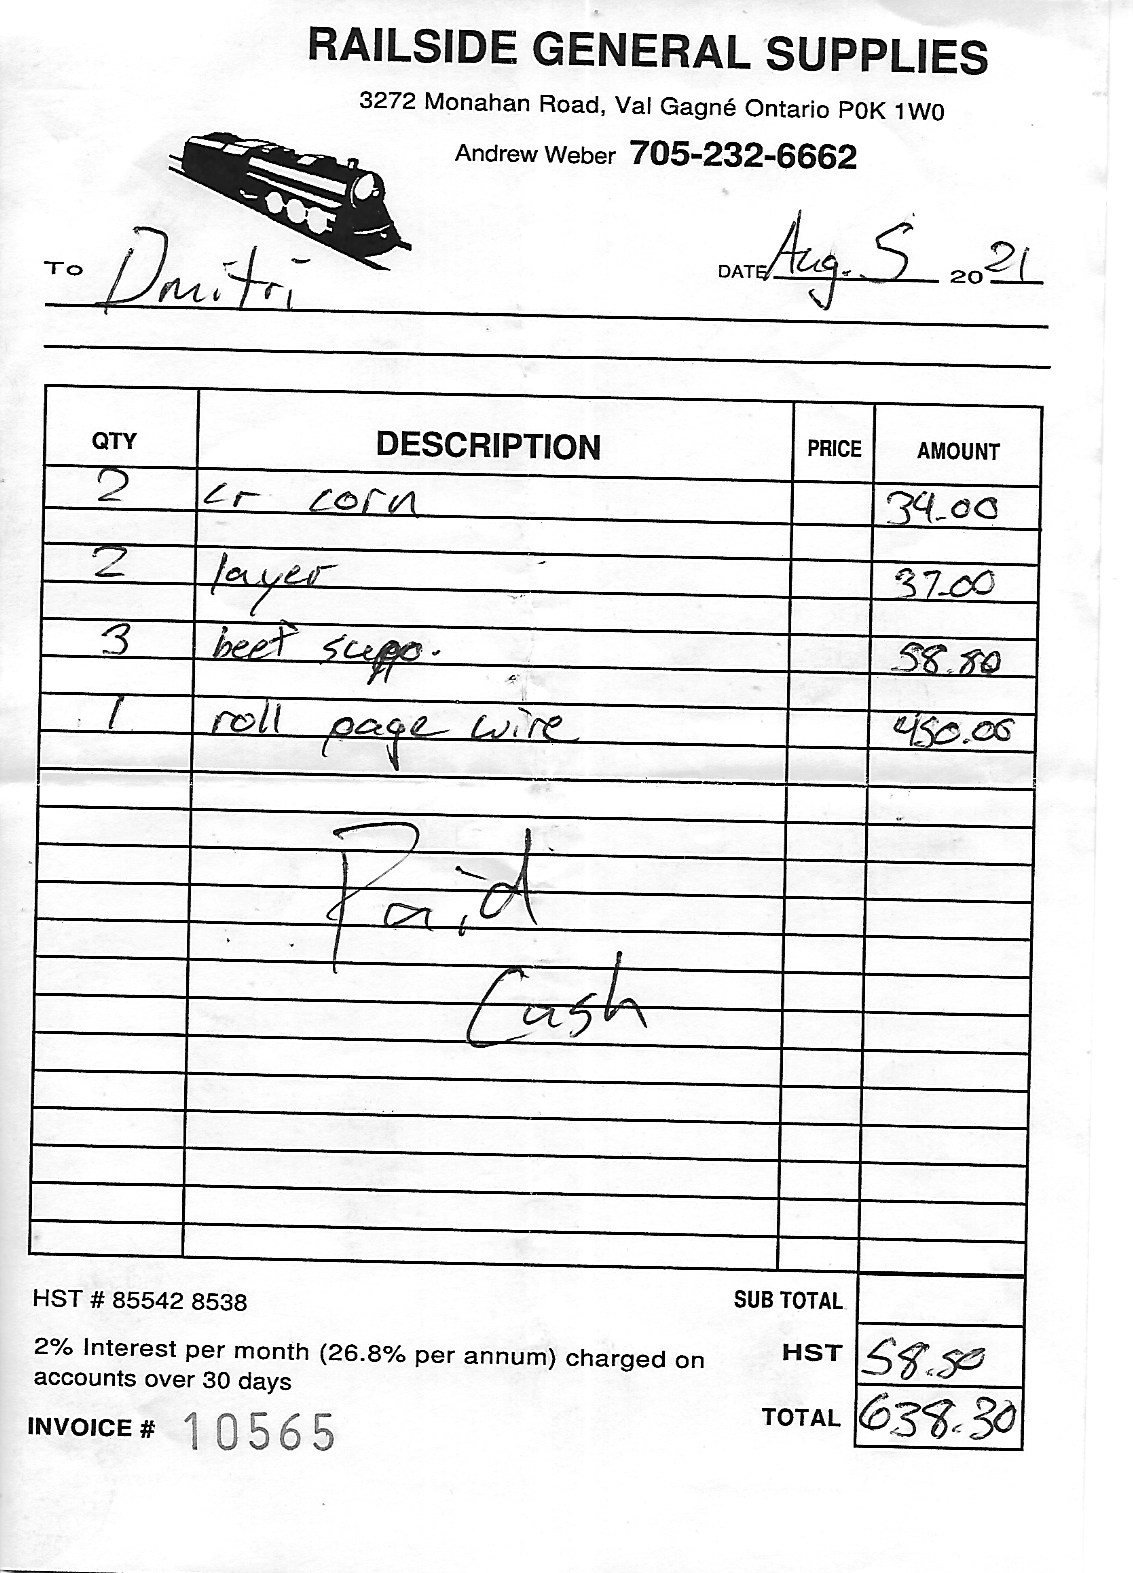 RAILSIDE GENERAL SUPPLIES
3272 Monahan Road, Val Gagné Ontario P0K 1W0
Andrew Weber 705-232-6662
TO Dmitri
DATE Aug. 5 2021
QTY DESCRIPTION PRICE AMOUNT
2 cr corn 34.00
2 layer 37.00
3 beef supp. 58.80
1 roll page wire 450.00
Paid
Cash
HST # 85542 8538 SUB TOTAL
2% Interest per month (26.8% per annum) charged on
accounts over 30 days
HST 58.50
INVOICE # 10565 TOTAL 638.30